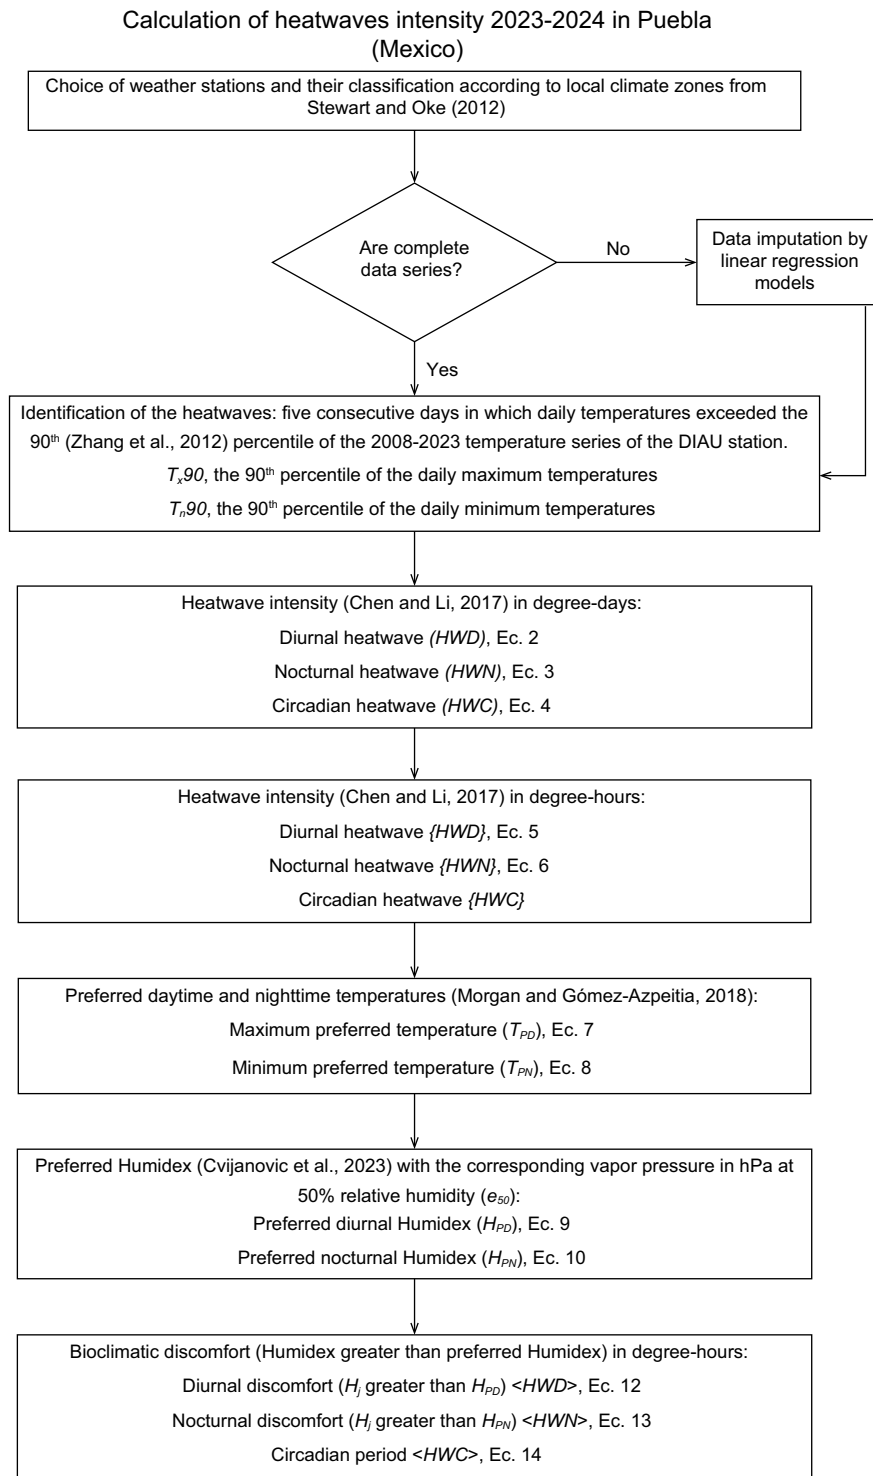 Calculation of heatwaves intensity 2023-2024 in Puebla
(Mexico)
Choice of weather stations and their classification according to local climate zones from
Stewart and Oke (2012)
Are complete
data series?
No
Data imputation by
linear regression
models
Yes
Identification of the heatwaves: five consecutive days in which daily temperatures exceeded the
90th (Zhang et al., 2012) percentile of the 2008-2023 temperature series of the DIAU station.
Tx90, the 90th percentile of the daily maximum temperatures
Tn90, the 90th percentile of the daily minimum temperatures
Heatwave intensity (Chen and Li, 2017) in degree-days:
Diurnal heatwave (HWD), Ec. 2
Nocturnal heatwave (HWN), Ec. 3
Circadian heatwave (HWC), Ec. 4
Heatwave intensity (Chen and Li, 2017) in degree-hours:
Diurnal heatwave {HWD}, Ec. 5
Nocturnal heatwave {HWN}, Ec. 6
Circadian heatwave {HWC}
Preferred daytime and nighttime temperatures (Morgan and Gómez-Azpeitia, 2018):
Maximum preferred temperature (TPD), Ec. 7
Minimum preferred temperature (TPN), Ec. 8
Preferred Humidex (Cvijanovic et al., 2023) with the corresponding vapor pressure in hPa at
50% relative humidity (e50):
Preferred diurnal Humidex (HPD), Ec. 9
Preferred nocturnal Humidex (HPN), Ec. 10
Bioclimatic discomfort (Humidex greater than preferred Humidex) in degree-hours:
Diurnal discomfort (Hj greater than HPD) <HWD>, Ec. 12
Nocturnal discomfort (Hj greater than HPN) <HWN>, Ec. 13
Circadian period <HWC>, Ec. 14